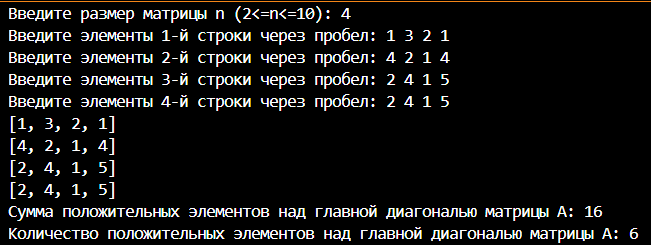 Введите размер матрицы n (2<=n<=10): 4
Введите элементы 1-й строки через пробел: 1 3 2 1
Введите элементы 2-й строки через пробел: 4 2 1 4
Введите элементы 3-й строки через пробел: 2 4 1 5
Введите элементы 4-й строки через пробел: 2 4 1 5
[1, 3, 2, 1]
[4, 2, 1, 4]
[2, 4, 1, 5]
[2, 4, 1, 5]
Сумма положительных элементов над главной диагональю матрицы A: 16
Количество положительных элементов над главной диагональю матрицы A: 6